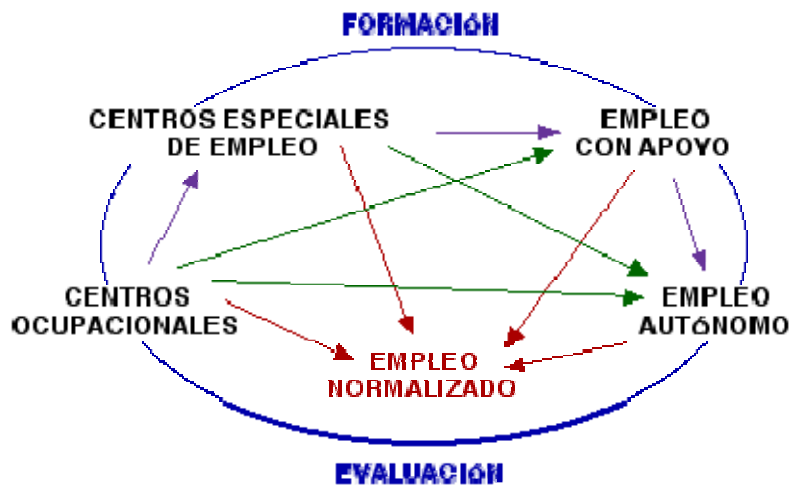 FORMACIóN
CENTROS ESPECIALES
DE EMPLEO
EMPLEO
CON APOYO
CENTROS
OCUPACIONALES
EMPLEO
AUTóNOMO
EMPLEO
NORMALIZADO
EVALUACIóN